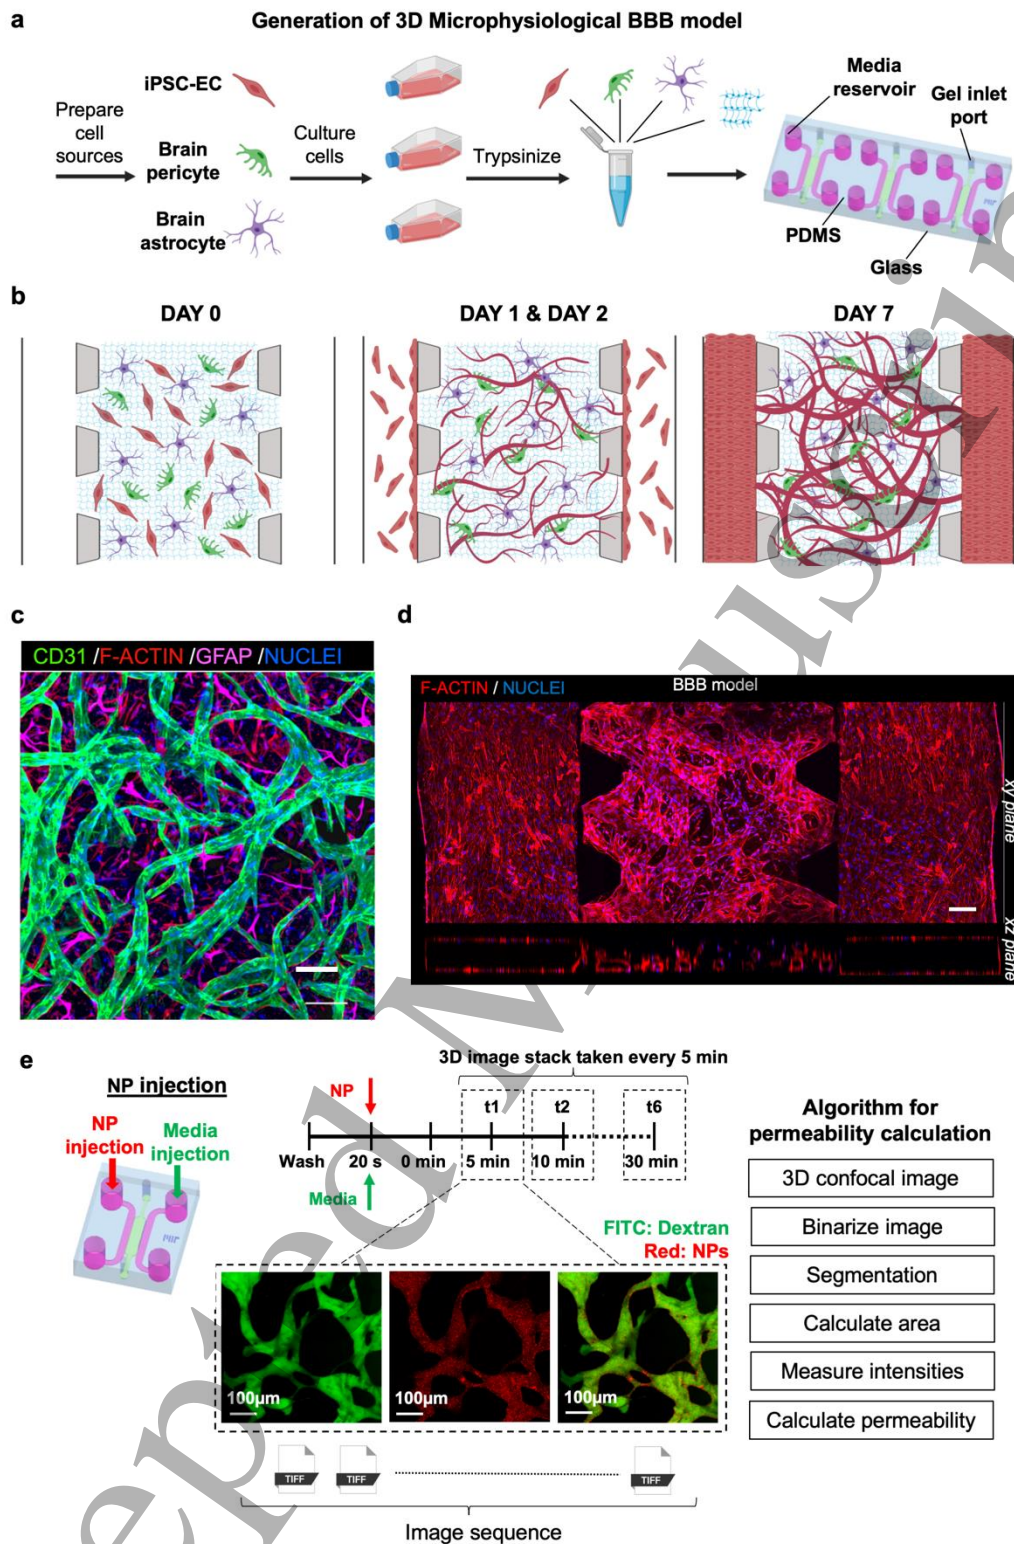 a
Generation of 3D Microphysiological BBB model
iPSC-EC
Prepare
cell
sources
Brain
pericyte
Brain
astrocyte
Culture
cells
Trypsinize
Media
reservoir
Gel inlet
port
PDMS
Glass
b
DAY 0
DAY 1 & DAY 2
DAY 7
c
CD31 /F-ACTIN /GFAP /NUCLEI
d
F-ACTIN / NUCLEI
BBB model
xy plane
xz plane
e
NP injection
NP
injection
Media
injection
3D image stack taken every 5 min
NP
t1
t2
t6
Wash
20 s
0 min
5 min
10 min
30 min
Media
FITC: Dextran
Red: NPs
100µm
100µm
100µm
TIFF
TIFF
TIFF
Image sequence
Algorithm for
permeability calculation
3D confocal image
Binarize image
Segmentation
Calculate area
Measure intensities
Calculate permeability